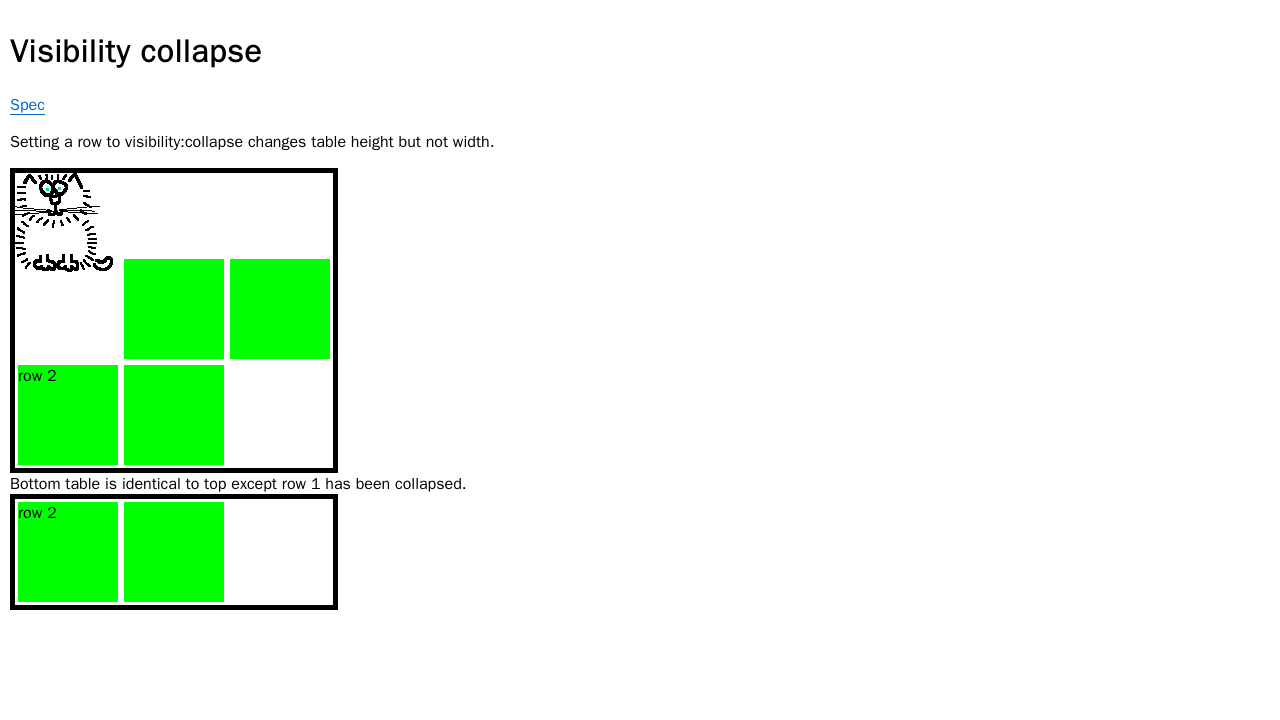 Visibility collapse
Spec
Setting a row to visibility:collapse changes table height but not width.
row 2
Bottom table is identical to top except row 1 has been collapsed.
row 2